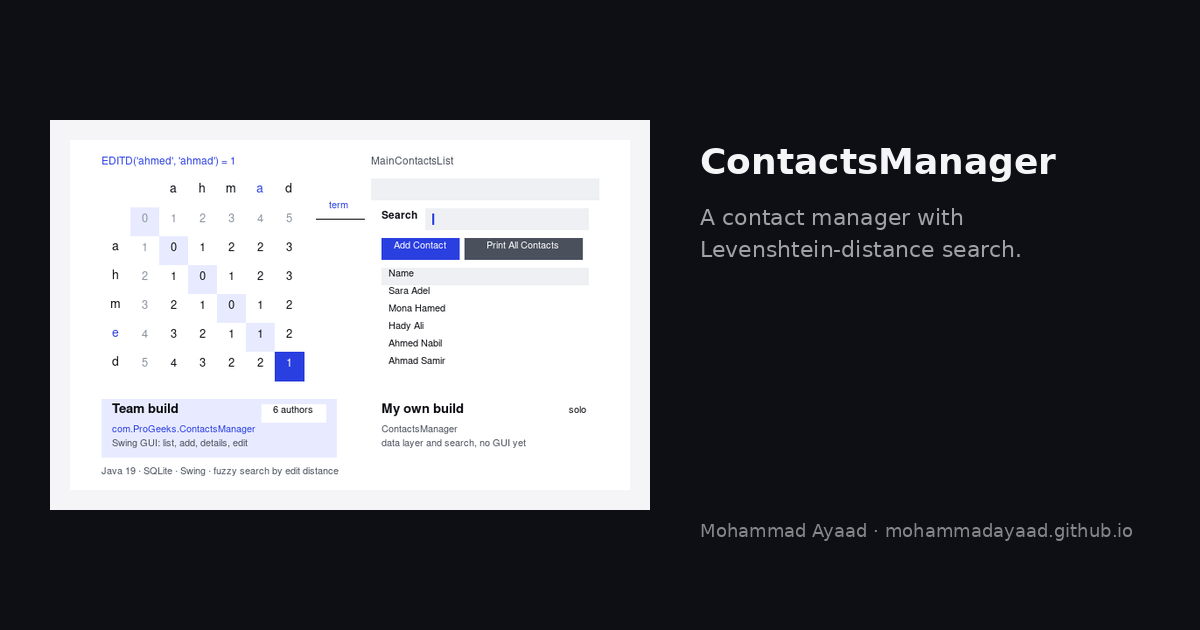 EDITD('ahmed', 'ahmad') = 1
a h m a d
0 1 2 3 4 5
a 1 0 1 2 2 3
h 2 1 0 1 2 3
m 3 2 1 0 1 2
e 4 3 2 1 1 2
d 5 4 3 2 2 1
term
MainContactsList
Search
Add Contact Print All Contacts
Name
Sara Adel
Mona Hamed
Hady Ali
Ahmed Nabil
Ahmad Samir
Team build 6 authors
com.ProGeeks.ContactsManager
Swing GUI: list, add, details, edit
My own build solo
ContactsManager
data layer and search, no GUI yet
Java 19 · SQLite · Swing · fuzzy search by edit distance
ContactsManager
A contact manager with
Levenshtein-distance search.
Mohammad Ayaad · mohammadayaad.github.io